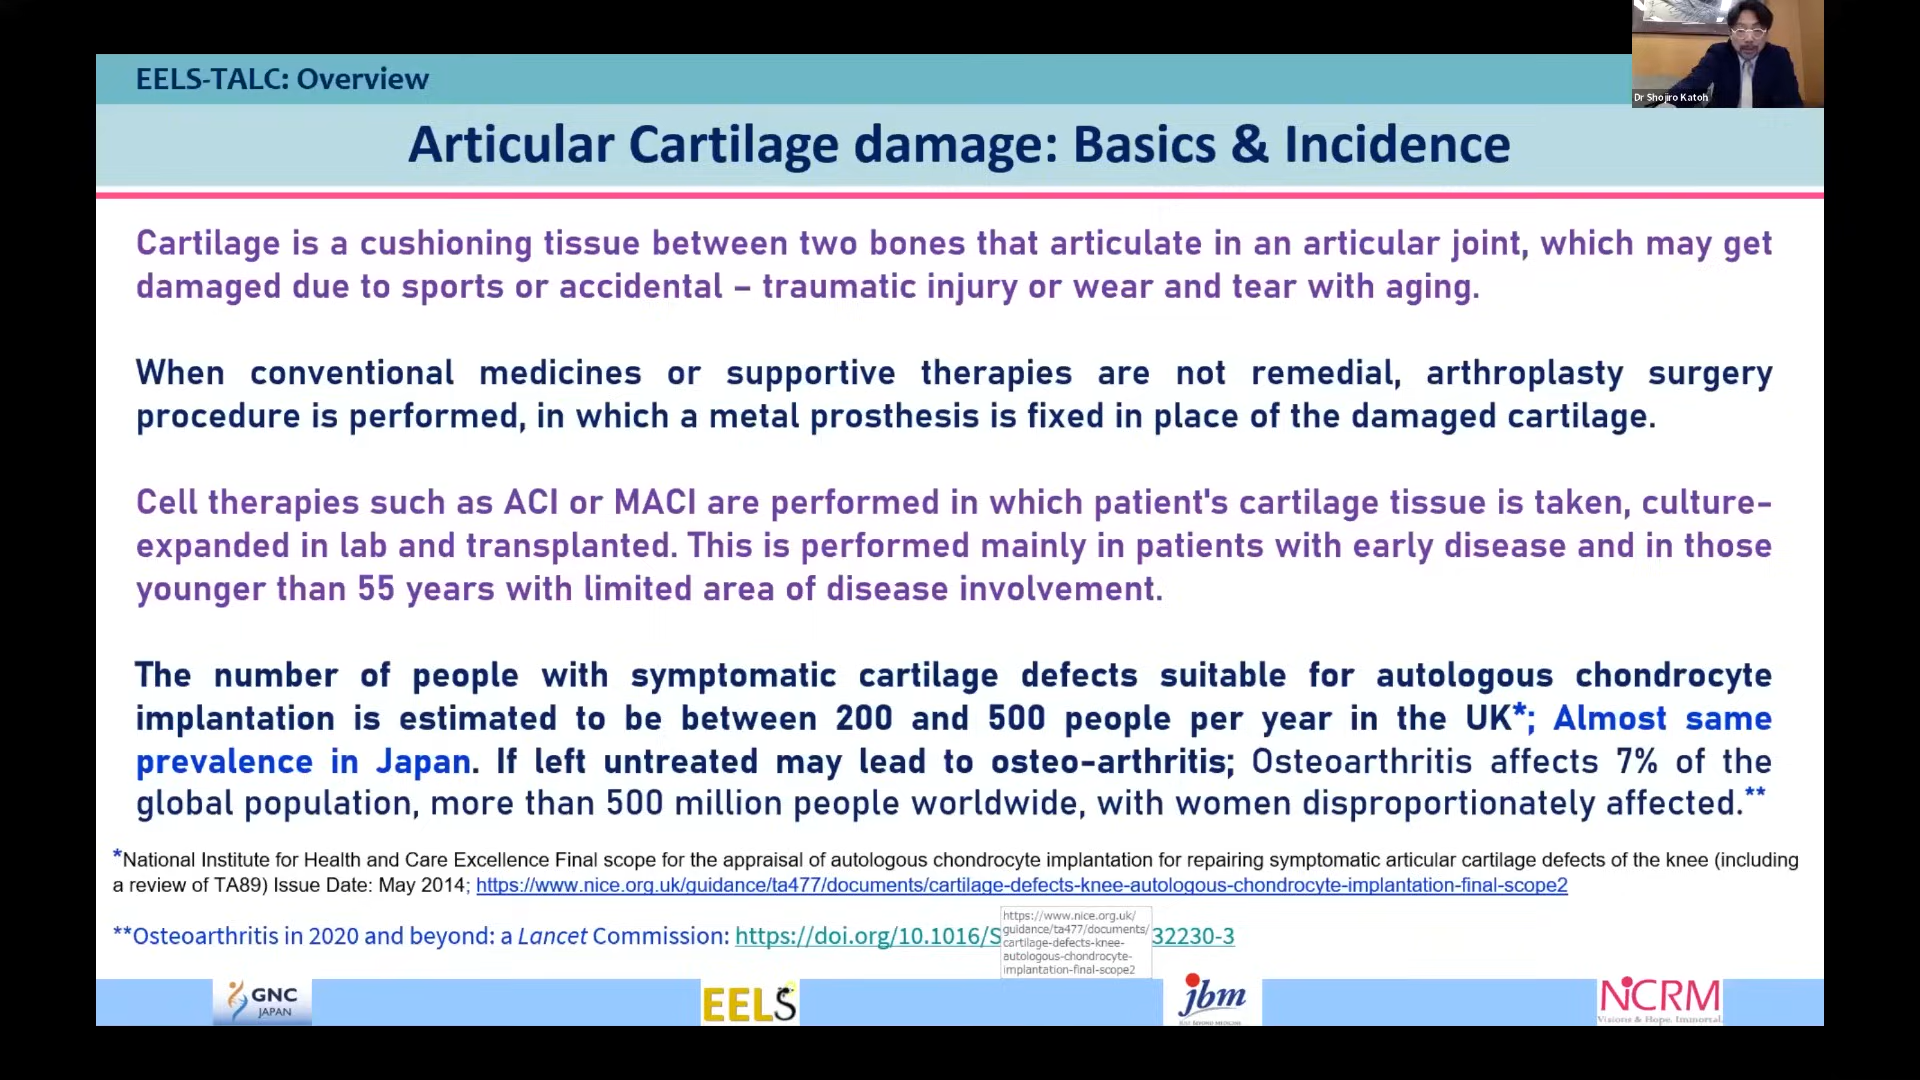 EELS-TALC: Overview
Dr Shojiro Katoh
Articular Cartilage damage: Basics & Incidence
Cartilage is a cushioning tissue between two bones that articulate in an articular joint, which may get
damaged due to sports or accidental – traumatic injury or wear and tear with aging.
When conventional medicines or supportive therapies are not remedial, arthroplasty surgery
procedure is performed, in which a metal prosthesis is fixed in place of the damaged cartilage.
Cell therapies such as ACI or MACI are performed in which patient's cartilage tissue is taken, culture-
expanded in lab and transplanted. This is performed mainly in patients with early disease and in those
younger than 55 years with limited area of disease involvement.
The number of people with symptomatic cartilage defects suitable for autologous chondrocyte
implantation is estimated to be between 200 and 500 people per year in the UK*; Almost same
prevalence in Japan. If left untreated may lead to osteo-arthritis; Osteoarthritis affects 7% of the
global population, more than 500 million people worldwide, with women disproportionately affected.**
*National Institute for Health and Care Excellence Final scope for the appraisal of autologous chondrocyte implantation for repairing symptomatic articular cartilage defects of the knee (including
a review of TA89) Issue Date: May 2014; https://www.nice.org.uk/guidance/ta477/documents/cartilage-defects-knee-autologous-chondrocyte-implantation-final-scope2
**Osteoarthritis in 2020 and beyond: a Lancet Commission: https://doi.org/10.1016/S 32230-3
https://www.nice.org.uk/
guidance/ta477/documents/
cartilage-defects-knee-
autologous-chondrocyte-
implantation-final-scope2
GNC
JAPAN
EELS
jbm
NCRM
Visions & Hope. Immortal.